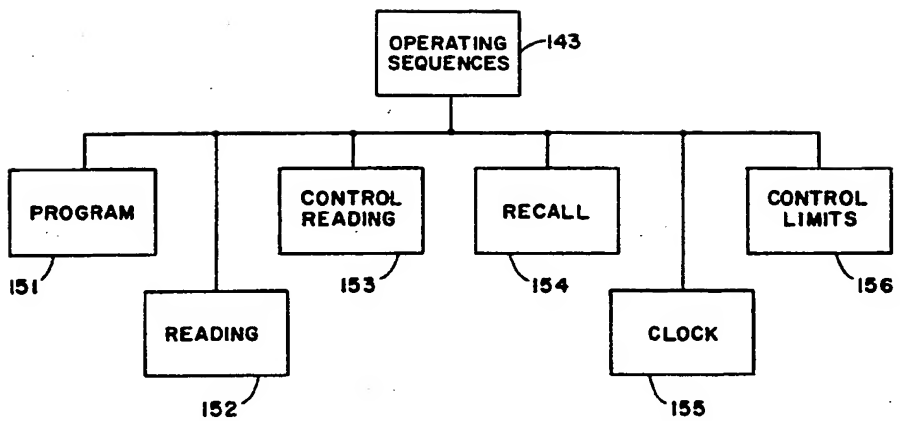 OPERATING
SEQUENCES
143
PROGRAM
151
READING
152
CONTROL
READING
153
RECALL
154
CLOCK
155
CONTROL
LIMITS
156